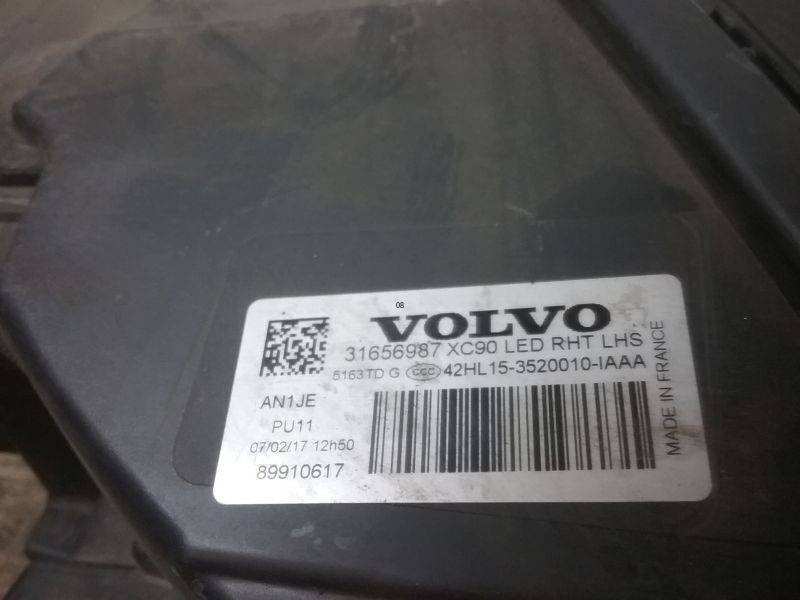 08
VOLVO
31656987 XC90 LED RHT LHS
5163TD G CCC 42HL15-3520010-IAAA
AN1JE
PU11
07/02/17 12h50
89910617
MADE IN FRANCE